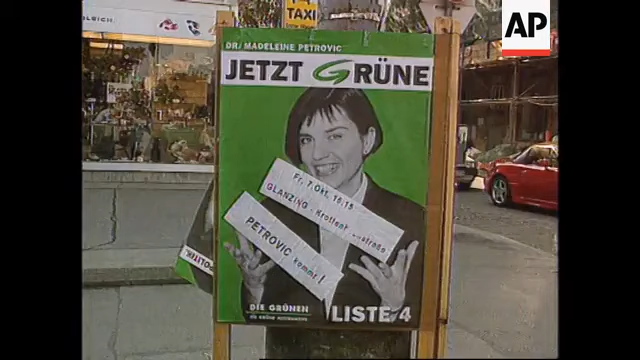 TAXI
AP
DR. MADELEINE PETROVIC
JETZT GRÜNE
Fr, 7. Okt. 16.15
GLANZING,
PETROVIC kommt!
DIE GRÜNEN
LISTE 4